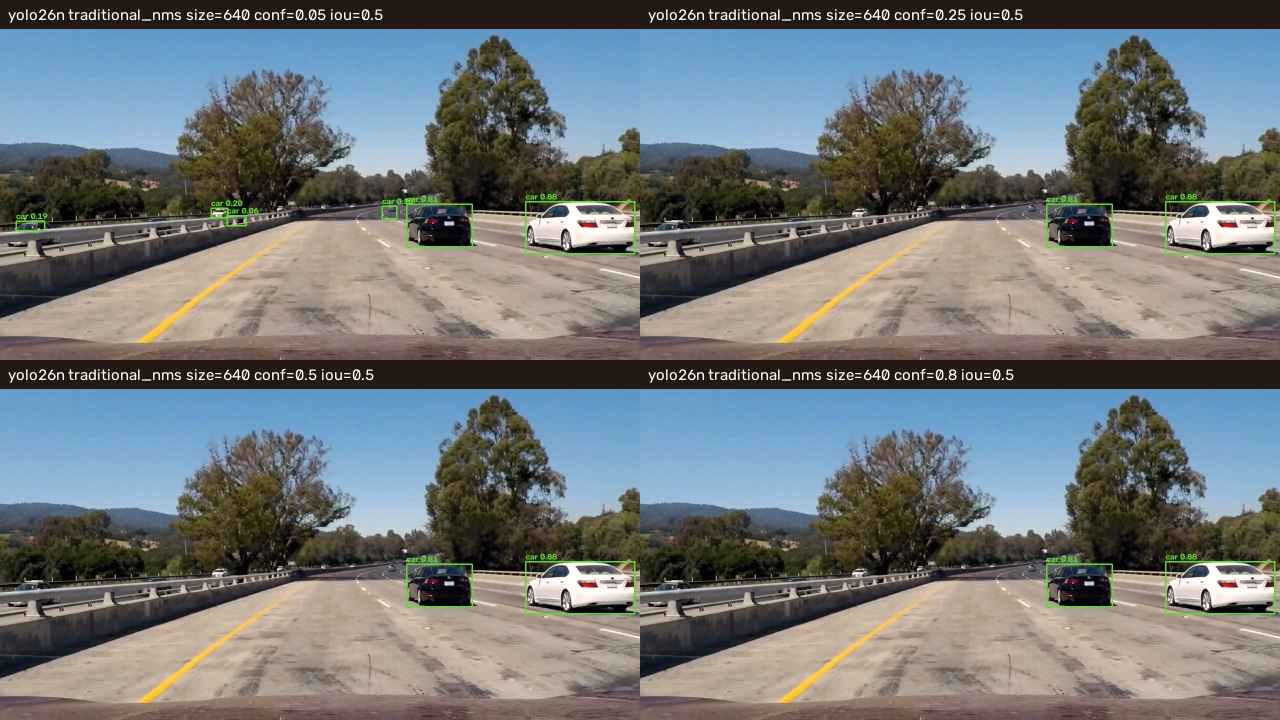 yolo26n traditional_nms size=640 conf=0.05 iou=0.5
yolo26n traditional_nms size=640 conf=0.25 iou=0.5
car 0.20
car 0.06
car 0.19
car 0.81
car 0.88
car 0.81
car 0.88
yolo26n traditional_nms size=640 conf=0.5 iou=0.5
yolo26n traditional_nms size=640 conf=0.8 iou=0.5
car 0.81
car 0.88
car 0.81
car 0.88